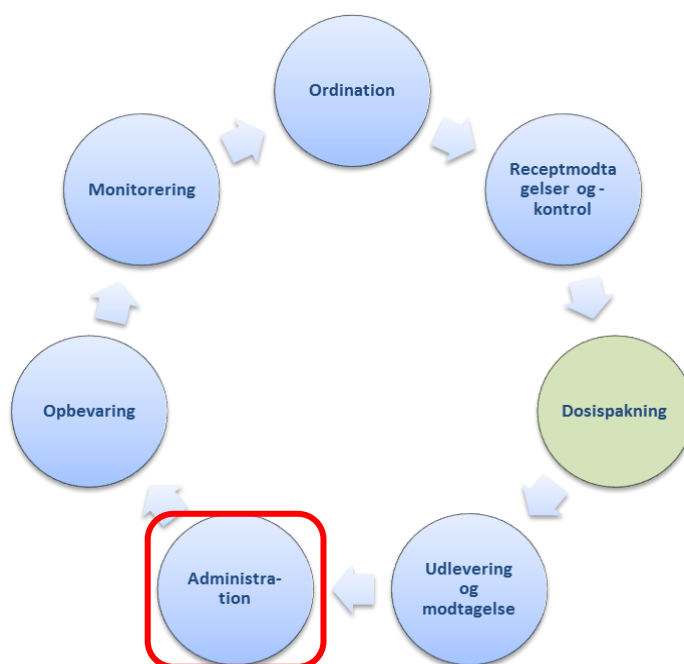 Ordination
Receptmodta
gelser og -
kontrol
Dosispakning
Udlevering
og
modtagelse
Administra-
tion
Opbevaring
Monitorering